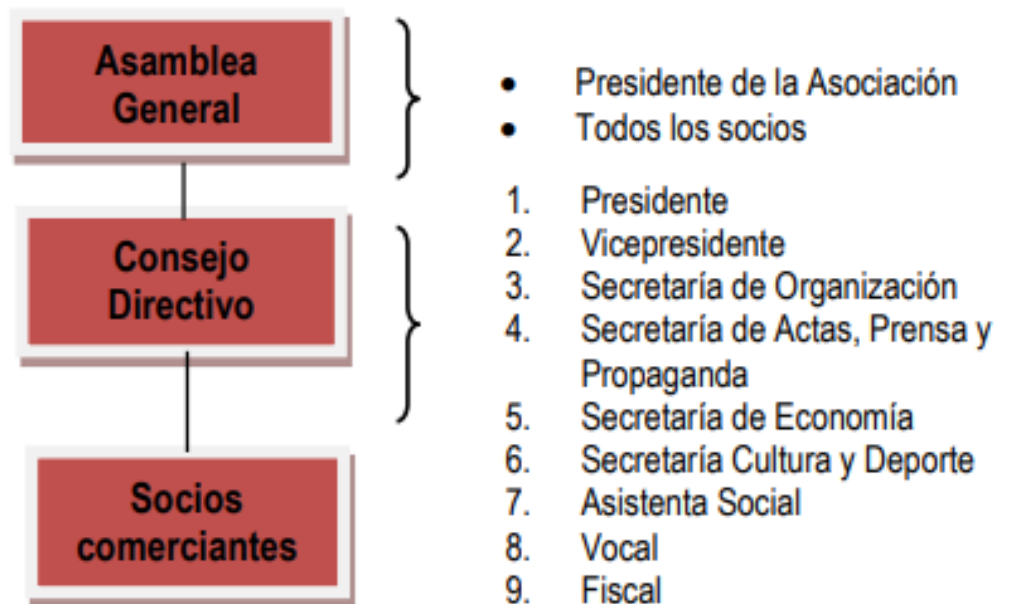 Asamblea
General
• Presidente de la Asociación
• Todos los socios
Consejo
Directivo
1. Presidente
2. Vicepresidente
3. Secretaría de Organización
4. Secretaría de Actas, Prensa y
Propaganda
5. Secretaría de Economía
6. Secretaría Cultura y Deporte
7. Asistenta Social
8. Vocal
9. Fiscal
Socios
comerciantes